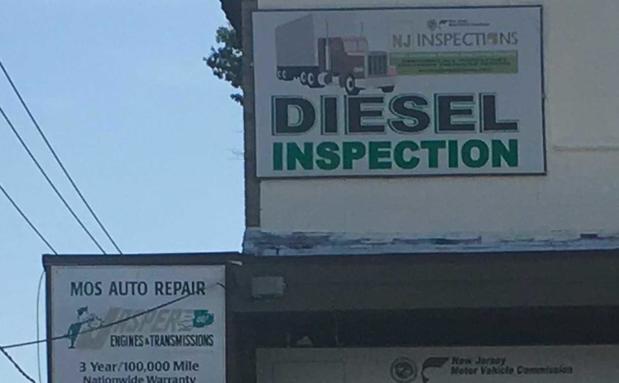 NJ INSPECTIONS
DIESEL
INSPECTION
MOS AUTO REPAIR
JASPER
ENGINES & TRANSMISSIONS
3 Year/100,000 Mile
Nationwide Warranty
New Jersey
Motor Vehicle Commission